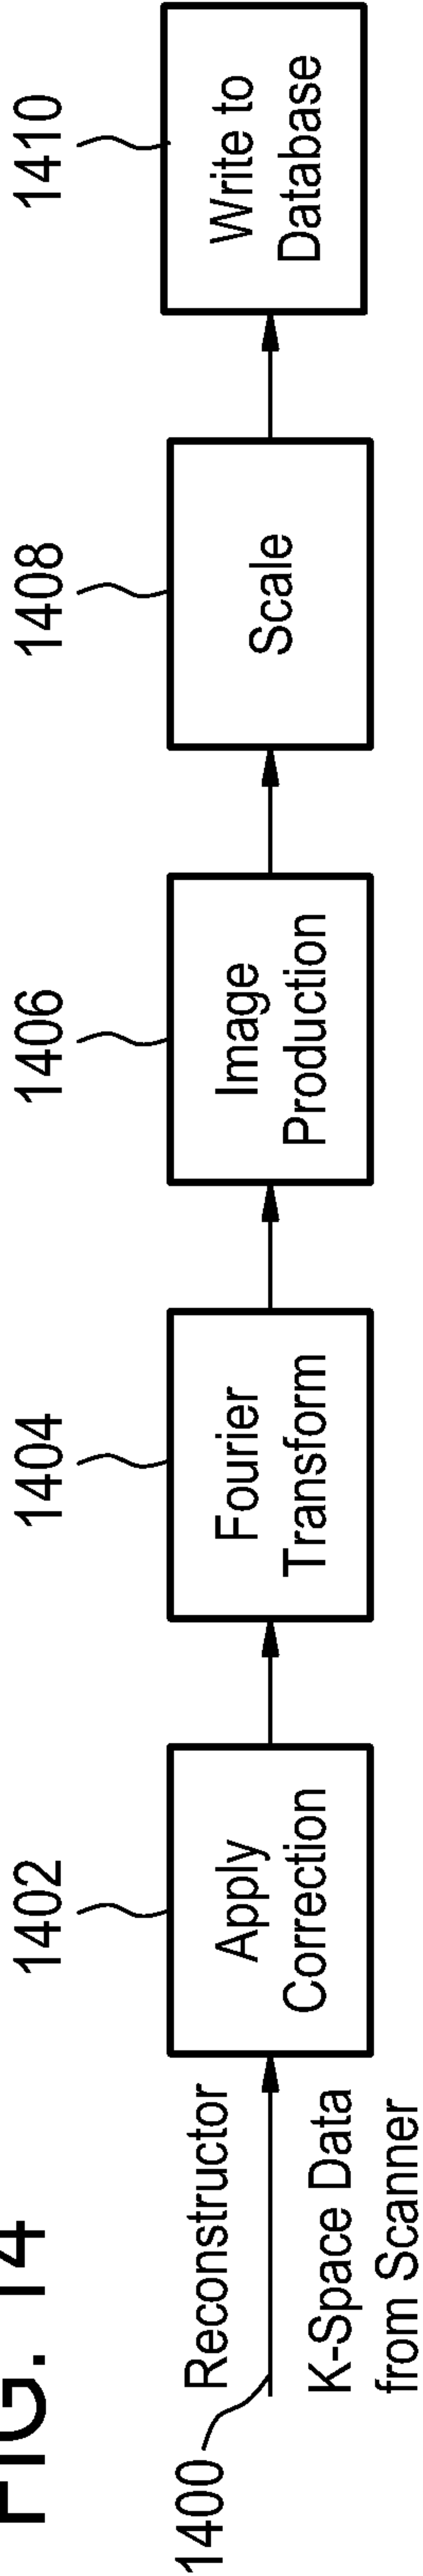 FIG. 14
1400
Reconstructor
K-Space Data
from Scanner
1402
Apply
Correction
1404
Fourier
Transform
1406
Image
Production
1408
Scale
1410
Write to
Database